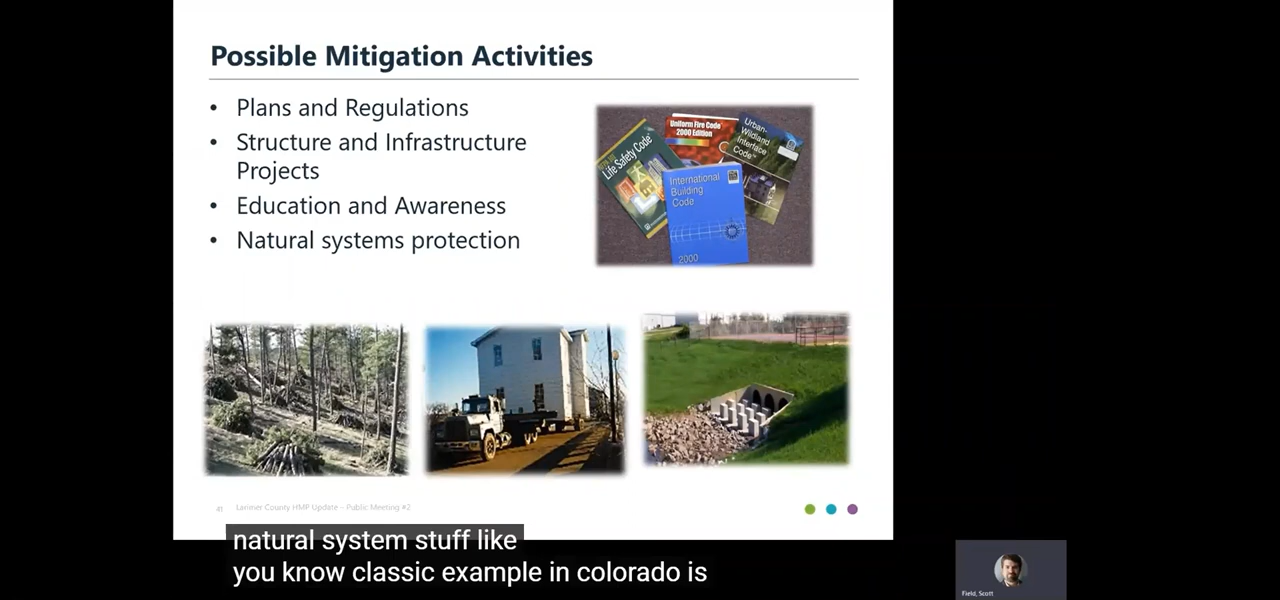 Possible Mitigation Activities
• Plans and Regulations
• Structure and Infrastructure
Projects
• Education and Awareness
• Natural systems protection
Life Safety Code
Uniform Fire Code
2000 Edition
Urban-
Wildland
Interface
Code
International
Building
Code
2000
41 Larimer County HMP Update – Public Meeting #2
natural system stuff like
you know classic example in colorado is
Field, Scott